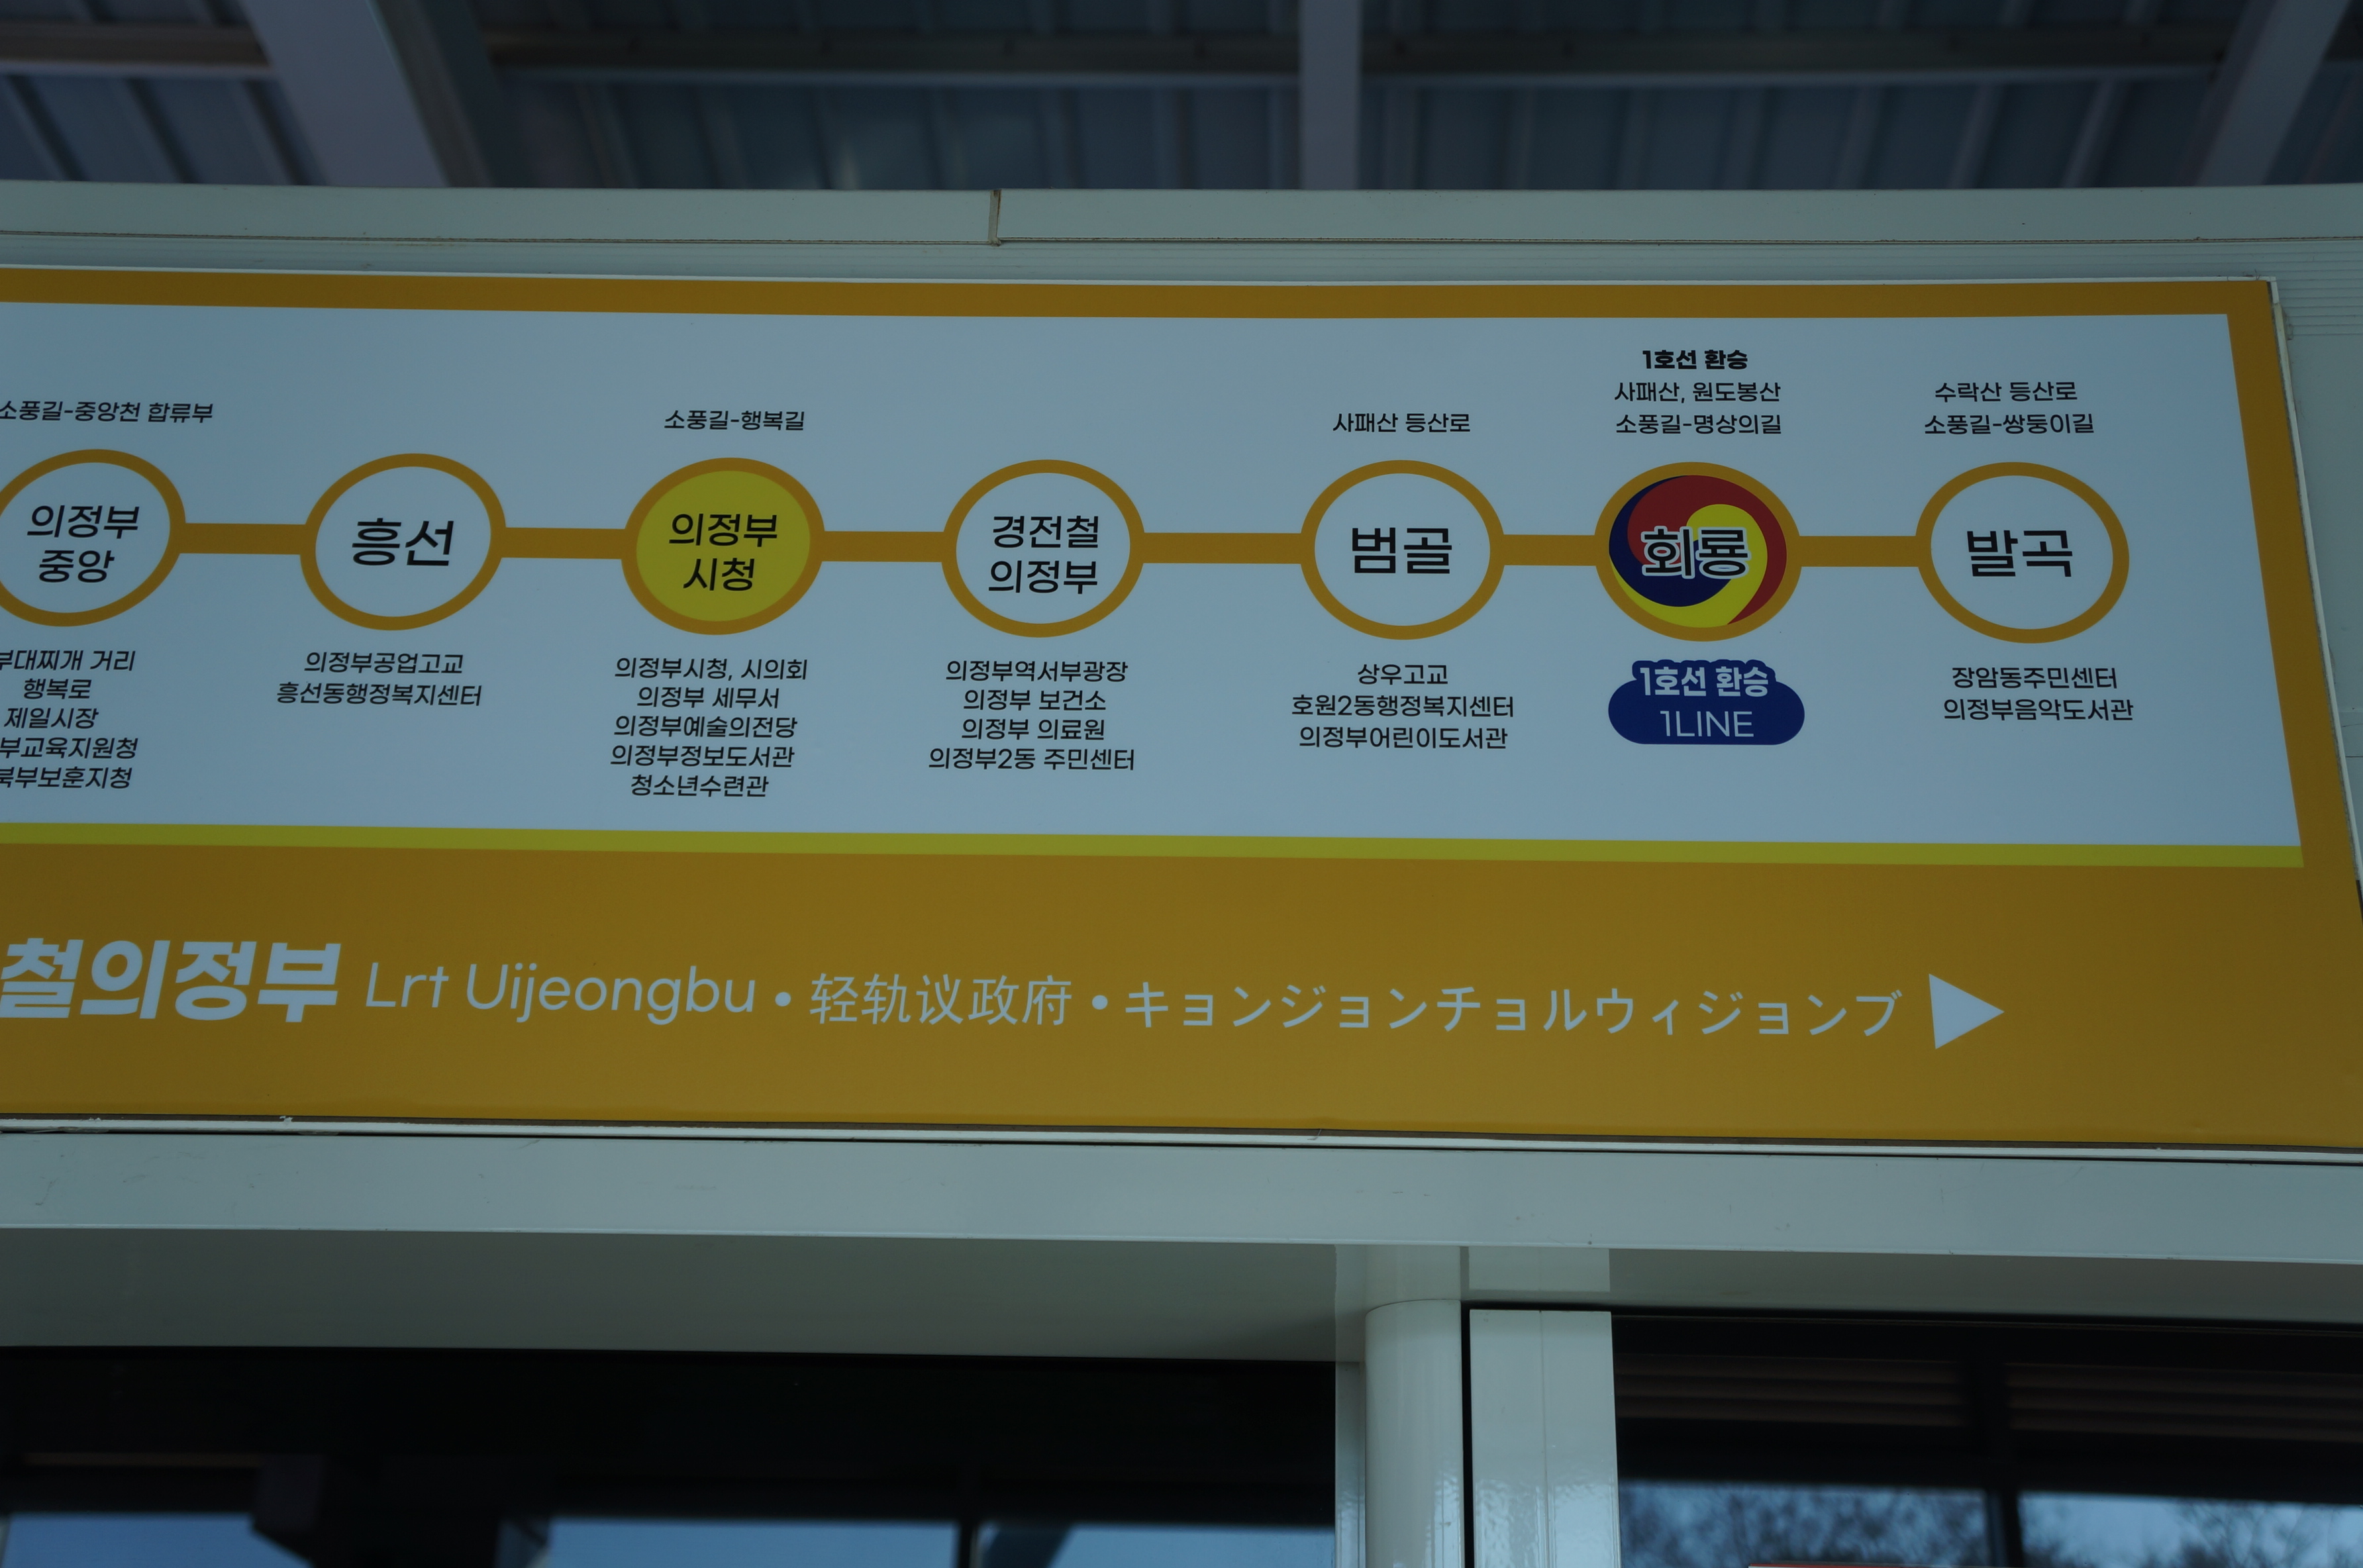 소풍길-중앙천 합류부
의정부
중앙
부대찌개 거리
행복로
제일시장
부교육지원청
북부보훈지청
흥선
의정부공업고교
흥선동행정복지센터
소풍길-행복길
의정부
시청
의정부시청, 시의회
의정부 세무서
의정부예술의전당
의정부정보도서관
청소년수련관
경전철
의정부
의정부역서부광장
의정부 보건소
의정부 의료원
의정부2동 주민센터
사패산 등산로
범골
상우고교
호원2동행정복지센터
의정부어린이도서관
1호선 환승
사패산, 원도봉산
소풍길-명상의길
회룡
1호선 환승
1LINE
수락산 등산로
소풍길-쌍둥이길
발곡
장암동주민센터
의정부음악도서관
철의정부 Lrt Uijeongbu • 轻轨议政府 • キョンジョンチョルウィジョンブ ▶